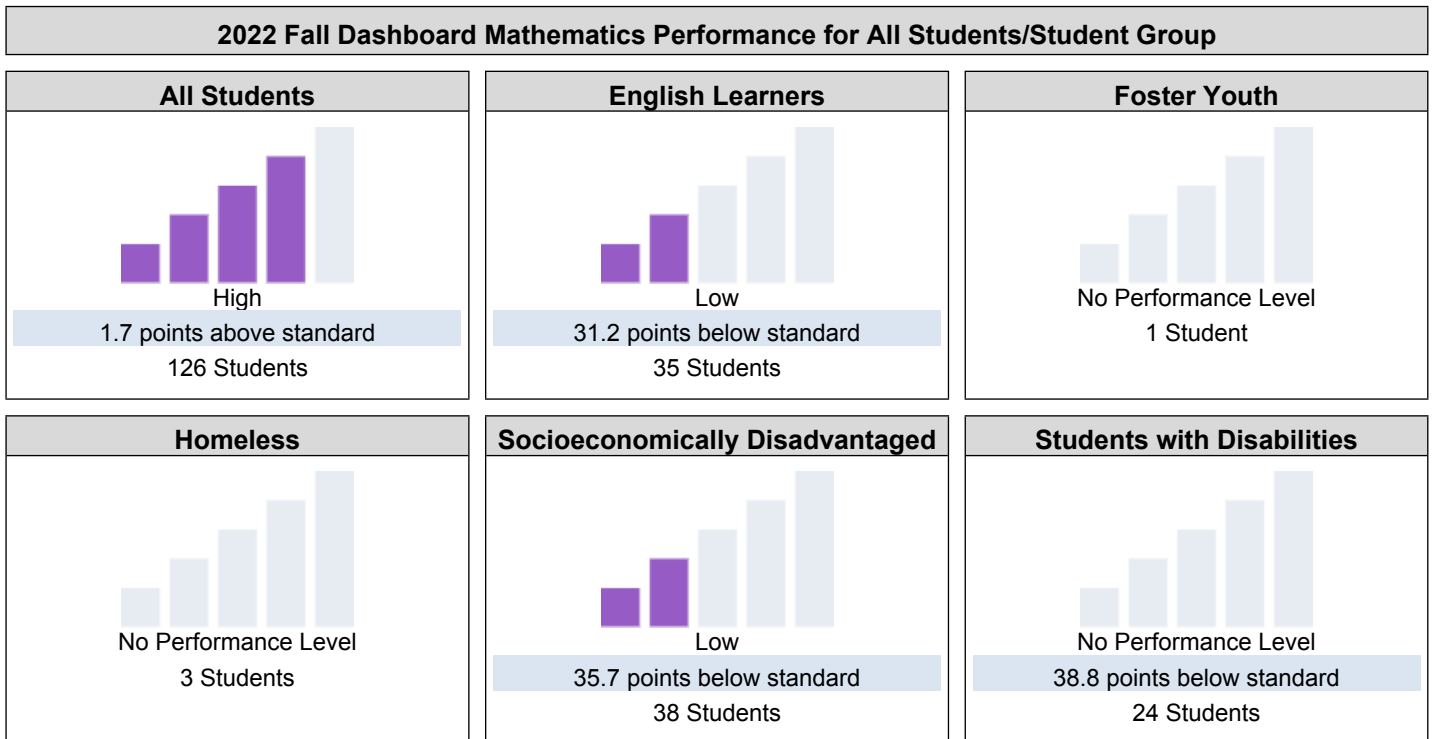 2022 Fall Dashboard Mathematics Performance for All Students/Student Group
All Students
High
1.7 points above standard
126 Students
English Learners
Low
31.2 points below standard
35 Students
Foster Youth
No Performance Level
1 Student
Homeless
No Performance Level
3 Students
Socioeconomically Disadvantaged
Low
35.7 points below standard
38 Students
Students with Disabilities
No Performance Level
38.8 points below standard
24 Students